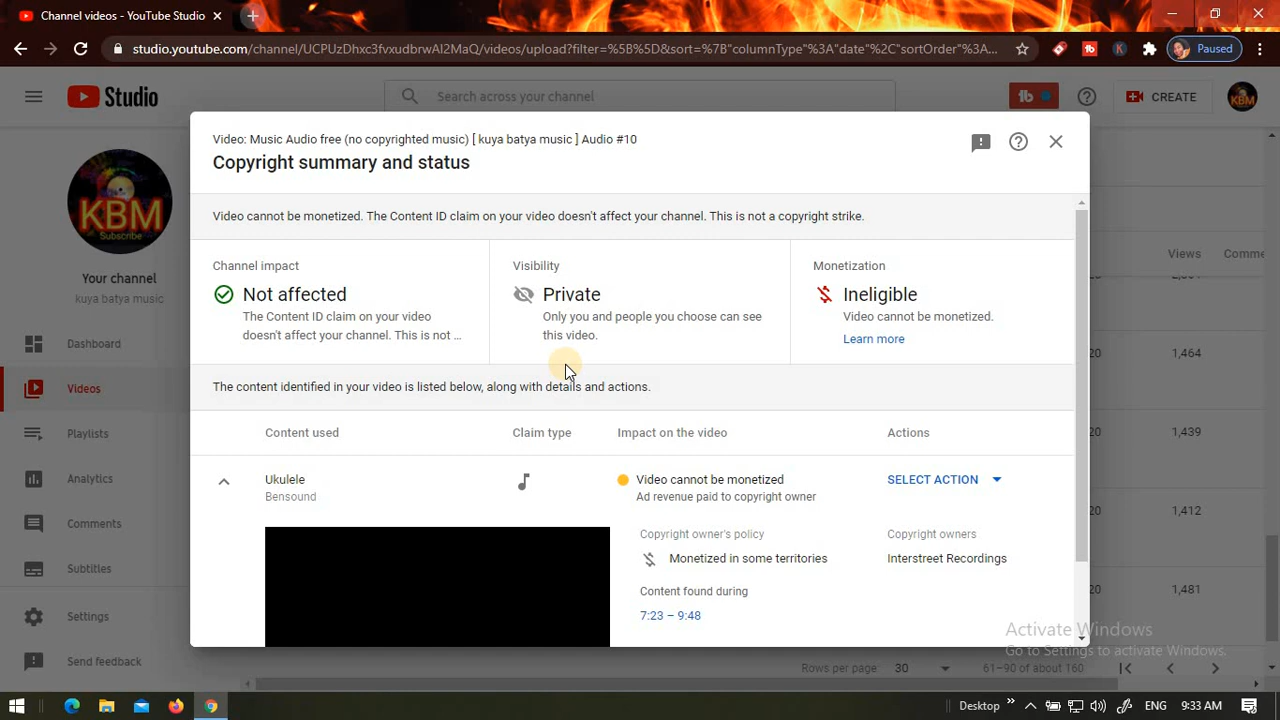 Channel videos - YouTube Studio
studio.youtube.com/channel/UCPUzDhxc3fvxudbrwAI2MaQ/videos/upload?filter=%5B%5D&sort=%7B"columnType"%3A"date"%2C"sortOrder"%3A...
Paused
Studio
Search across your channel
CREATE
KBM
KBM
Subscribe
Your channel
kuya batya music
Dashboard
Videos
Playlists
Analytics
Comments
Subtitles
Settings
Send feedback
Video: Music Audio free (no copyrighted music) [ kuya batya music ] Audio #10
Copyright summary and status
Video cannot be monetized. The Content ID claim on your video doesn't affect your channel. This is not a copyright strike.
Channel impact
Not affected
The Content ID claim on your video
doesn't affect your channel. This is not ...
Visibility
Private
Only you and people you choose can see
this video.
Monetization
Ineligible
Video cannot be monetized.
Learn more
The content identified in your video is listed below, along with details and actions.
Content used Claim type Impact on the video Actions
Ukulele
Bensound
Video cannot be monetized
Ad revenue paid to copyright owner
SELECT ACTION
Copyright owner's policy
Monetized in some territories
Copyright owners
Interstreet Recordings
Content found during
7:23 – 9:48
Views Comme
20 1,464
20 1,439
20 1,412
20 1,481
Activate Windows
Go to Settings to activate Windows.
Rows per page: 30 61–90 of about 160
Desktop ENG 9:33 AM